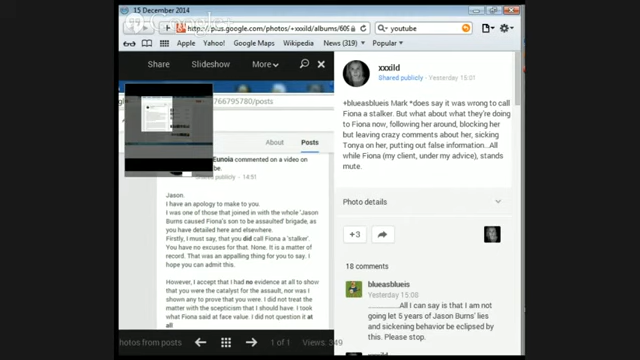 15 December 2014
http://plus.google.com/photos/+xxxild/albums/609
youtube
Apple
Yahoo!
Google Maps
Wikipedia
News (319)
Popular
Share
Slideshow
More
766795780/posts
About
Posts
Eunoia commented on a video on
be.
Shared publicly - 14:51
Jason.
I have an apology to make to you.
I was one of those that joined in with the whole 'Jason
Burns caused Fiona's son to be assaulted' brigade, as
you have detailed here and elsewhere.
Firstly, I must say, that you did call Fiona a 'stalker'.
You have no excuses for that. None. It is a matter of
record. That was an appalling thing for you to say. I
hope you can admit this.
However, I accept that I had no evidence at all to show
that you were the catalyst for the assault, nor was I
shown any to prove that you were. I did not treat the
matter with the scepticism that I should have. I took
what Fiona said at face value. I did not question it at
all
Photos from posts
1 of 1
Views: 349
xxxild
Shared publicly - Yesterday 15:01
+blueasblueis Mark *does say it was wrong to call
Fiona a stalker. But what about what they're doing
to Fiona now, following her around, blocking her
but leaving crazy comments about her, sicking
Tonya on her, putting out false information...All
while Fiona (my client, under my advice), stands
mute.
Photo details
+3
18 comments
blueasblueis
Yesterday 15:08
...............All I can say is that I am not
going let 5 years of Jason Burns' lies
and sickening behavior be eclipsed by
this. Please stop.
xxxild